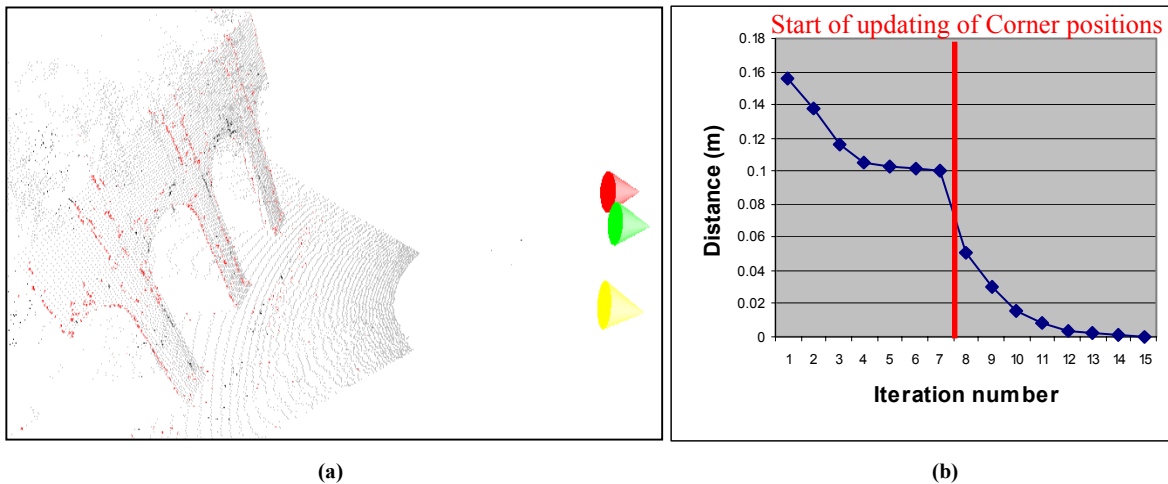 Start of updating of Corner positions
0.18
0.16
0.14
0.12
0.1
0.08
0.06
0.04
0.02
0
Distance (m)
1 2 3 4 5 6 7 8 9 10 11 12 13 14 15
Iteration number
(a)
(b)